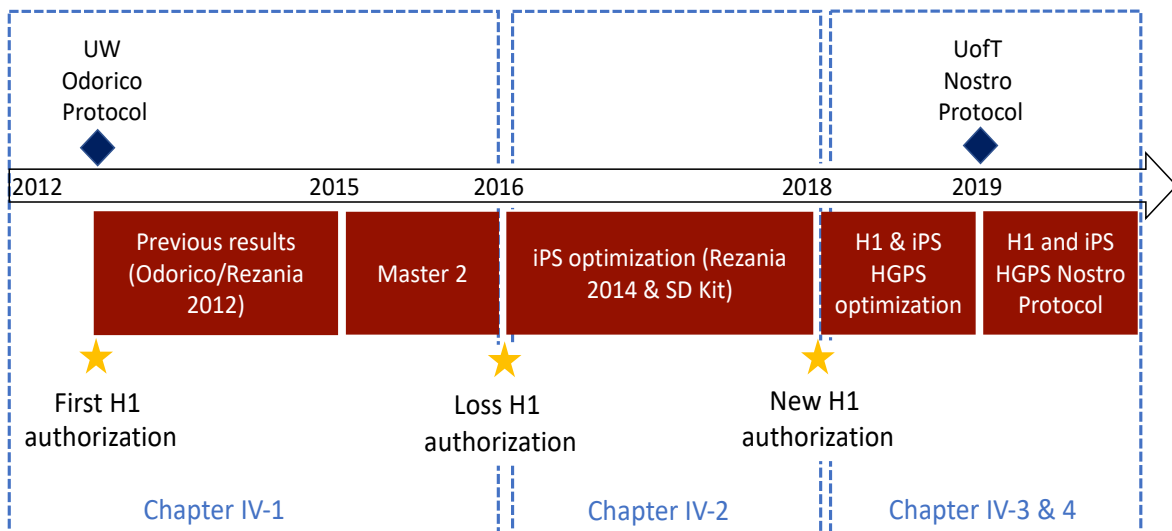 UW
Odorico
Protocol
UofT
Nostro
Protocol
2012
2015
2016
2018
2019
Previous results
(Odorico/Rezania
2012)
Master 2
iPS optimization (Rezania
2014 & SD Kit)
H1 & iPS
HGPS
optimization
H1 and iPS
HGPS Nostro
Protocol)
First H1
authorization
Loss H1
authorization
New H1
authorization
Chapter IV-1
Chapter IV-2
Chapter IV-3 & 4